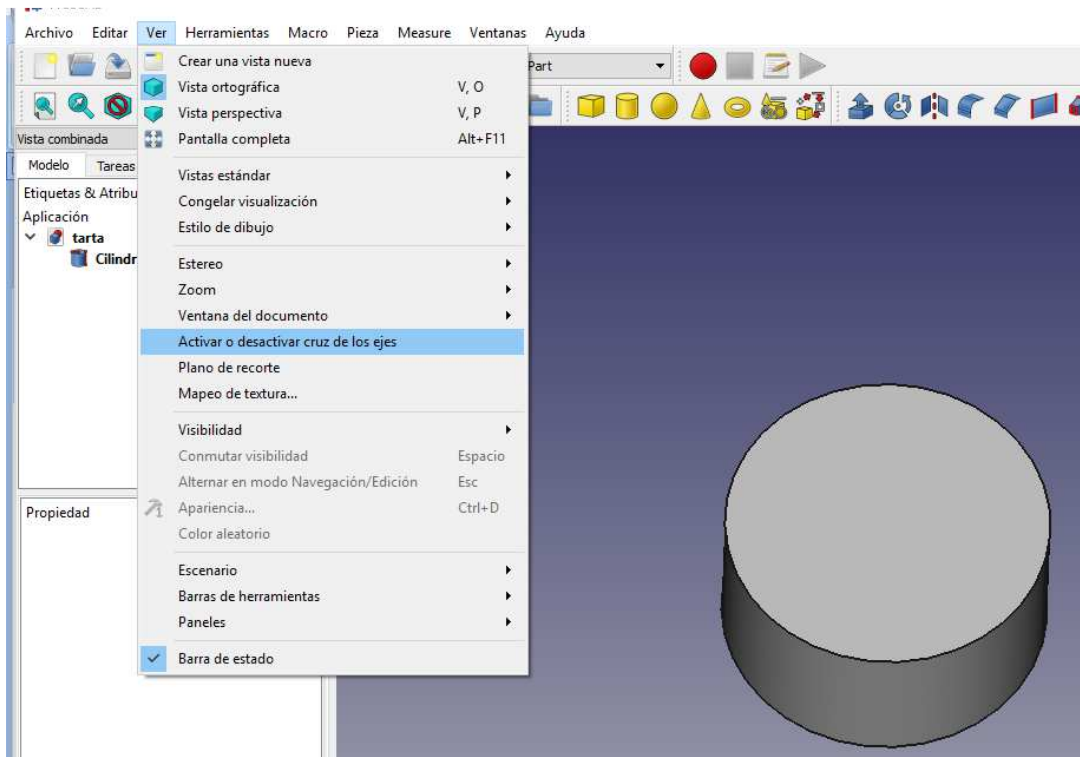 Archivo Editar Ver Herramientas Macro Pieza Measure Ventanas Ayuda
Part
Vista combinada
Modelo Tareas
Etiquetas & Atribu
Aplicación
tarta
Cilindr
Propiedad
Crear una vista nueva
Vista ortográfica V, O
Vista perspectiva V, P
Pantalla completa Alt+F11
Vistas estándar
Congelar visualización
Estilo de dibujo
Estereo
Zoom
Ventana del documento
Activar o desactivar cruz de los ejes
Plano de recorte
Mapeo de textura...
Visibilidad
Conmutar visibilidad Espacio
Alternar en modo Navegación/Edición Esc
Apariencia... Ctrl+D
Color aleatorio
Escenario
Barras de herramientas
Paneles
Barra de estado